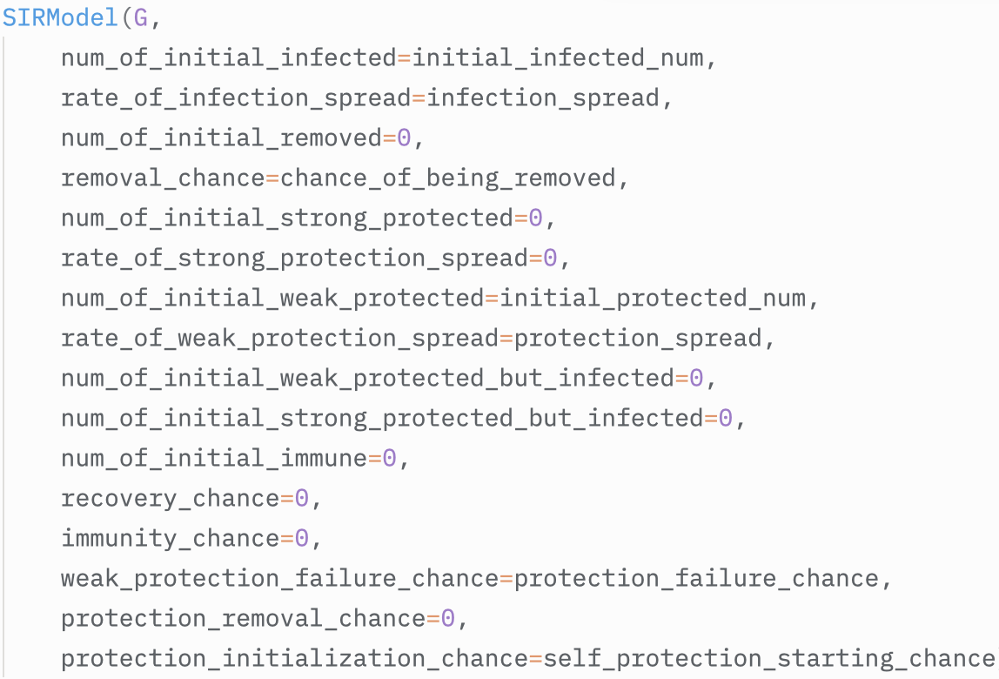 SIRModel(G,
num_of_initial_infected=initial_infected_num,
rate_of_infection_spread=infection_spread,
num_of_initial_removed=0,
removal_chance=chance_of_being_removed,
num_of_initial_strong_protected=0,
rate_of_strong_protection_spread=0,
num_of_initial_weak_protected=initial_protected_num,
rate_of_weak_protection_spread=protection_spread,
num_of_initial_weak_protected_but_infected=0,
num_of_initial_strong_protected_but_infected=0,
num_of_initial_immune=0,
recovery_chance=0,
immunity_chance=0,
weak_protection_failure_chance=protection_failure_chance,
protection_removal_chance=0,
protection_initialization_chance=self_protection_starting_chance